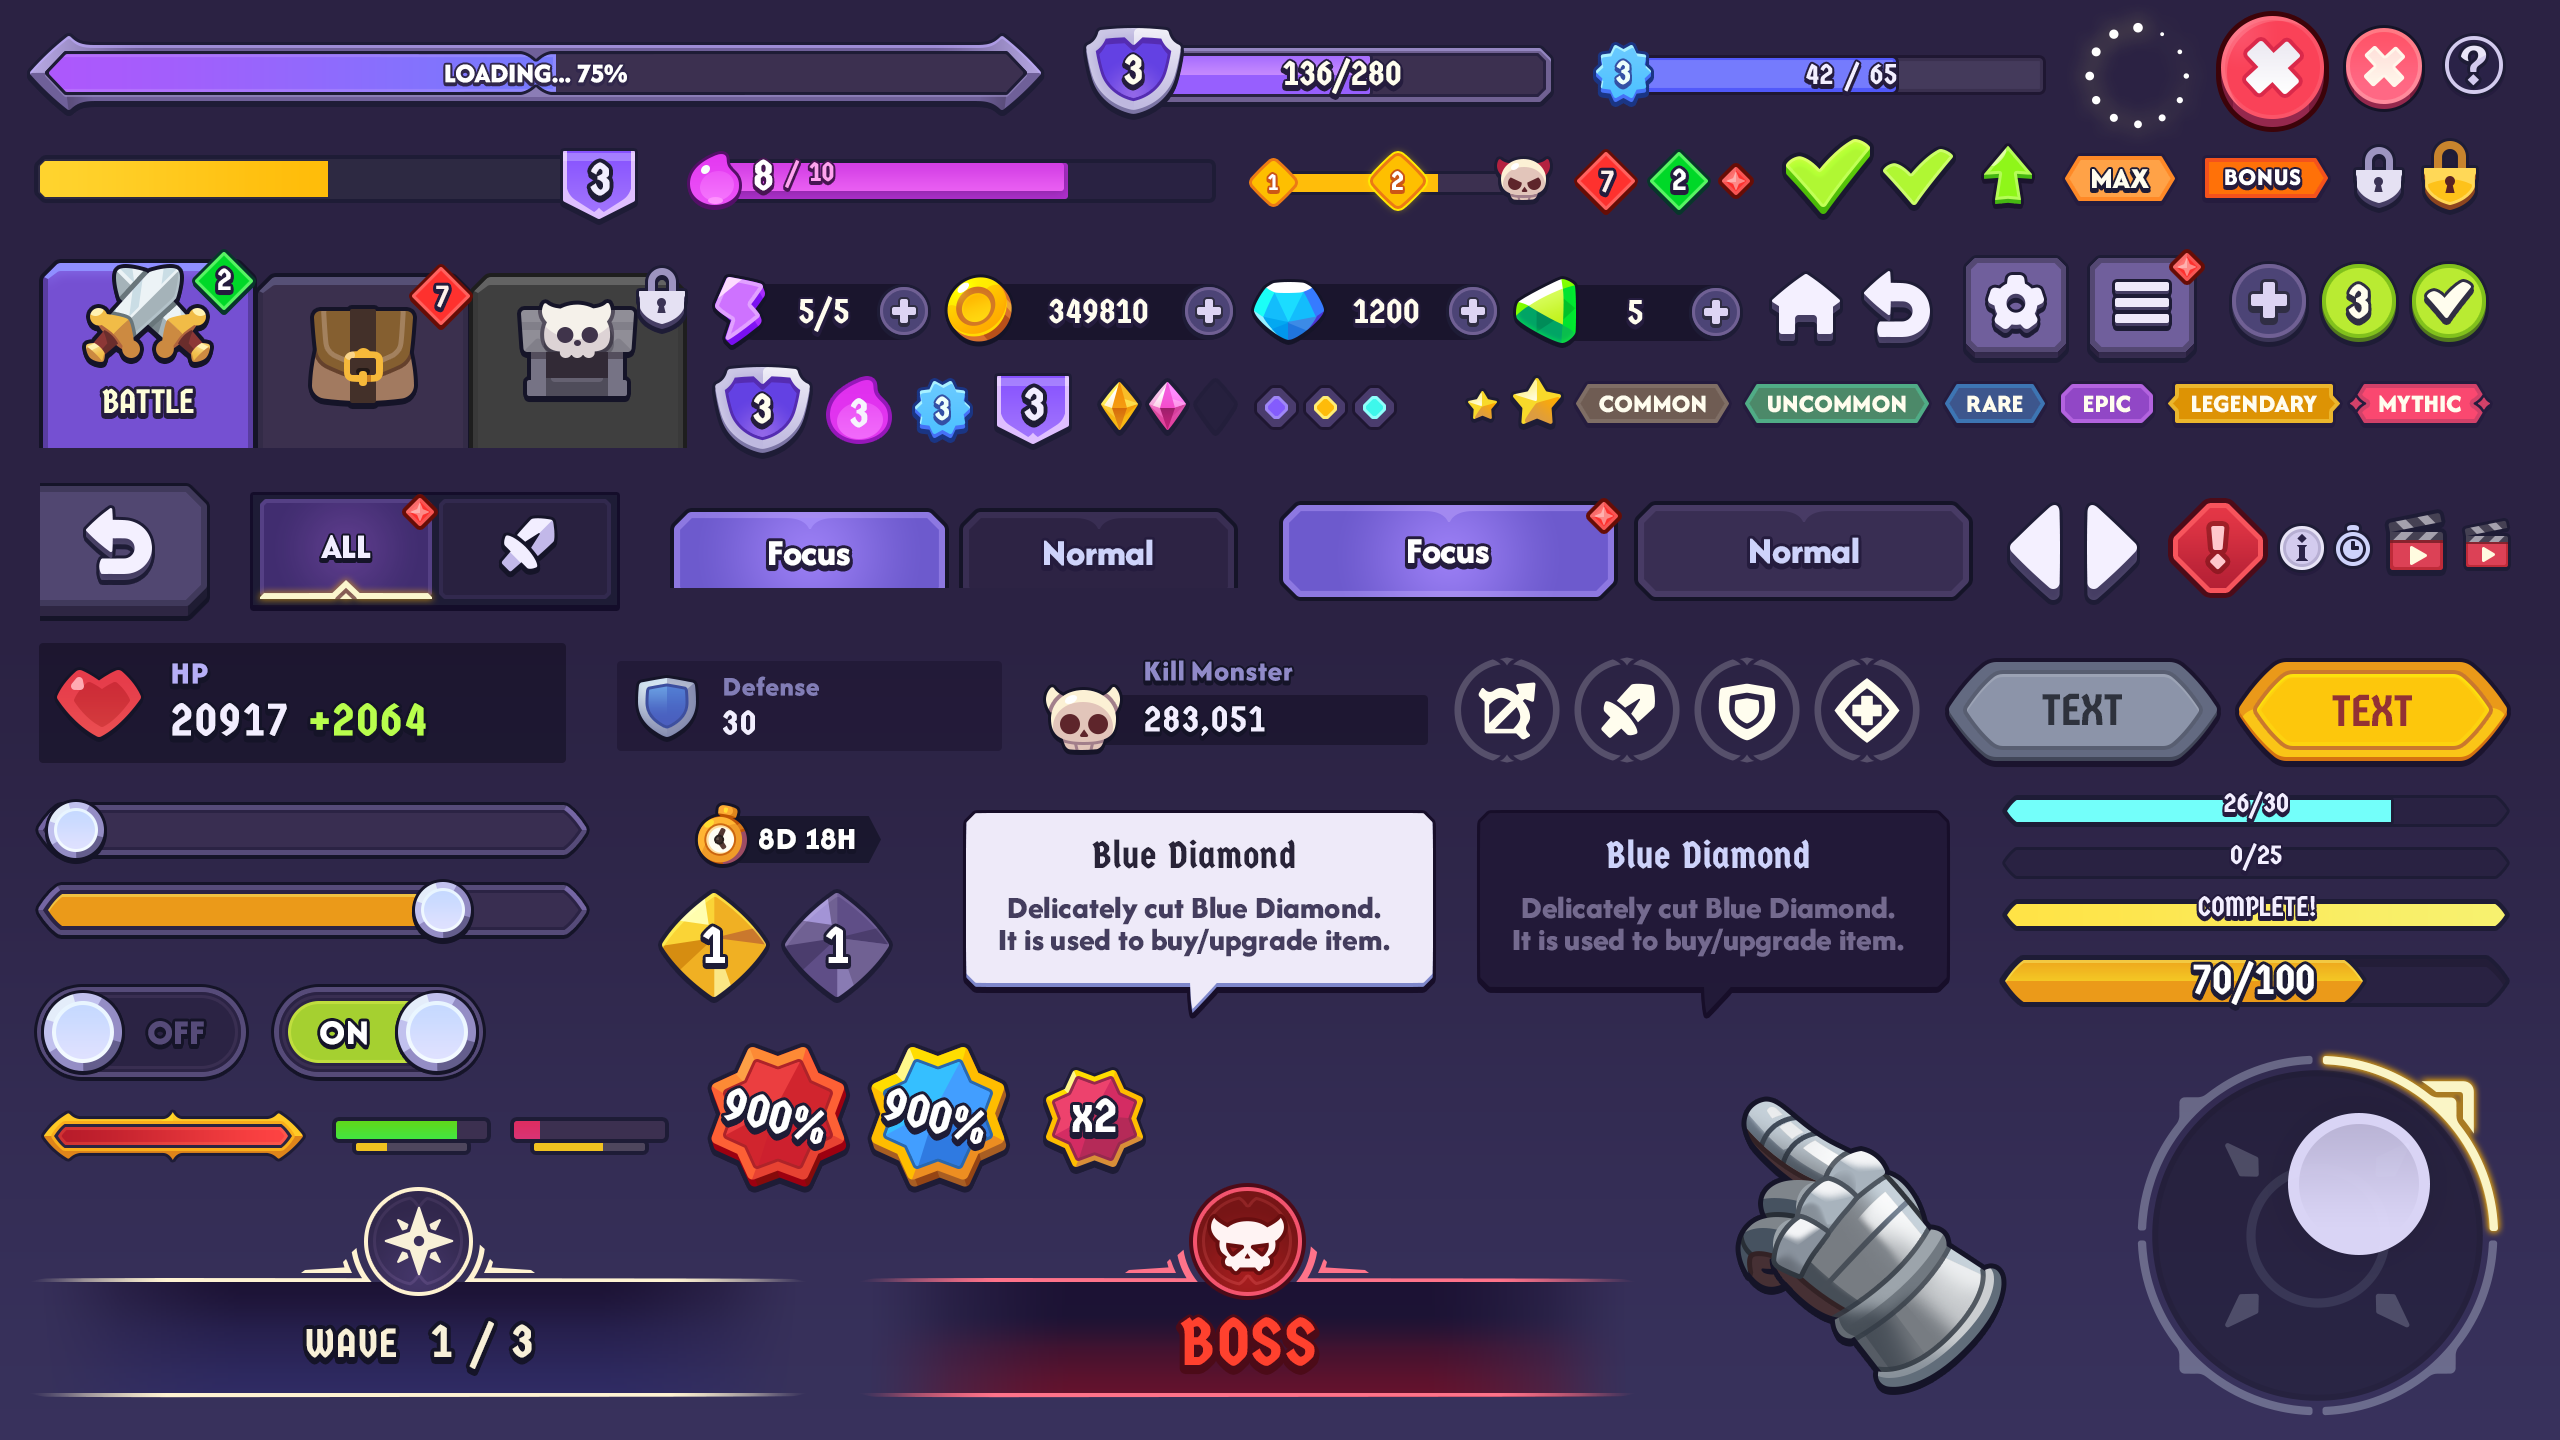 LOADING... 75%
3
136/280
3
42 / 65
?
3
8 / 10
1
2
7
2
MAX
BONUS
2
7
BATTLE
5/5
349810
1200
5
3
3
3
3
3
COMMON
UNCOMMON
RARE
EPIC
LEGENDARY
MYTHIC
ALL
Focus
Normal
Focus
Normal
!
i
HP
20917 +2064
Defense
30
Kill Monster
283,051
TEXT
TEXT
8D 18H
1
1
Blue Diamond
Delicately cut Blue Diamond.
It is used to buy/upgrade item.
Blue Diamond
Delicately cut Blue Diamond.
It is used to buy/upgrade item.
26/30
0/25
COMPLETE!
70/100
OFF
ON
900%
900%
x2
WAVE 1 / 3
BOSS